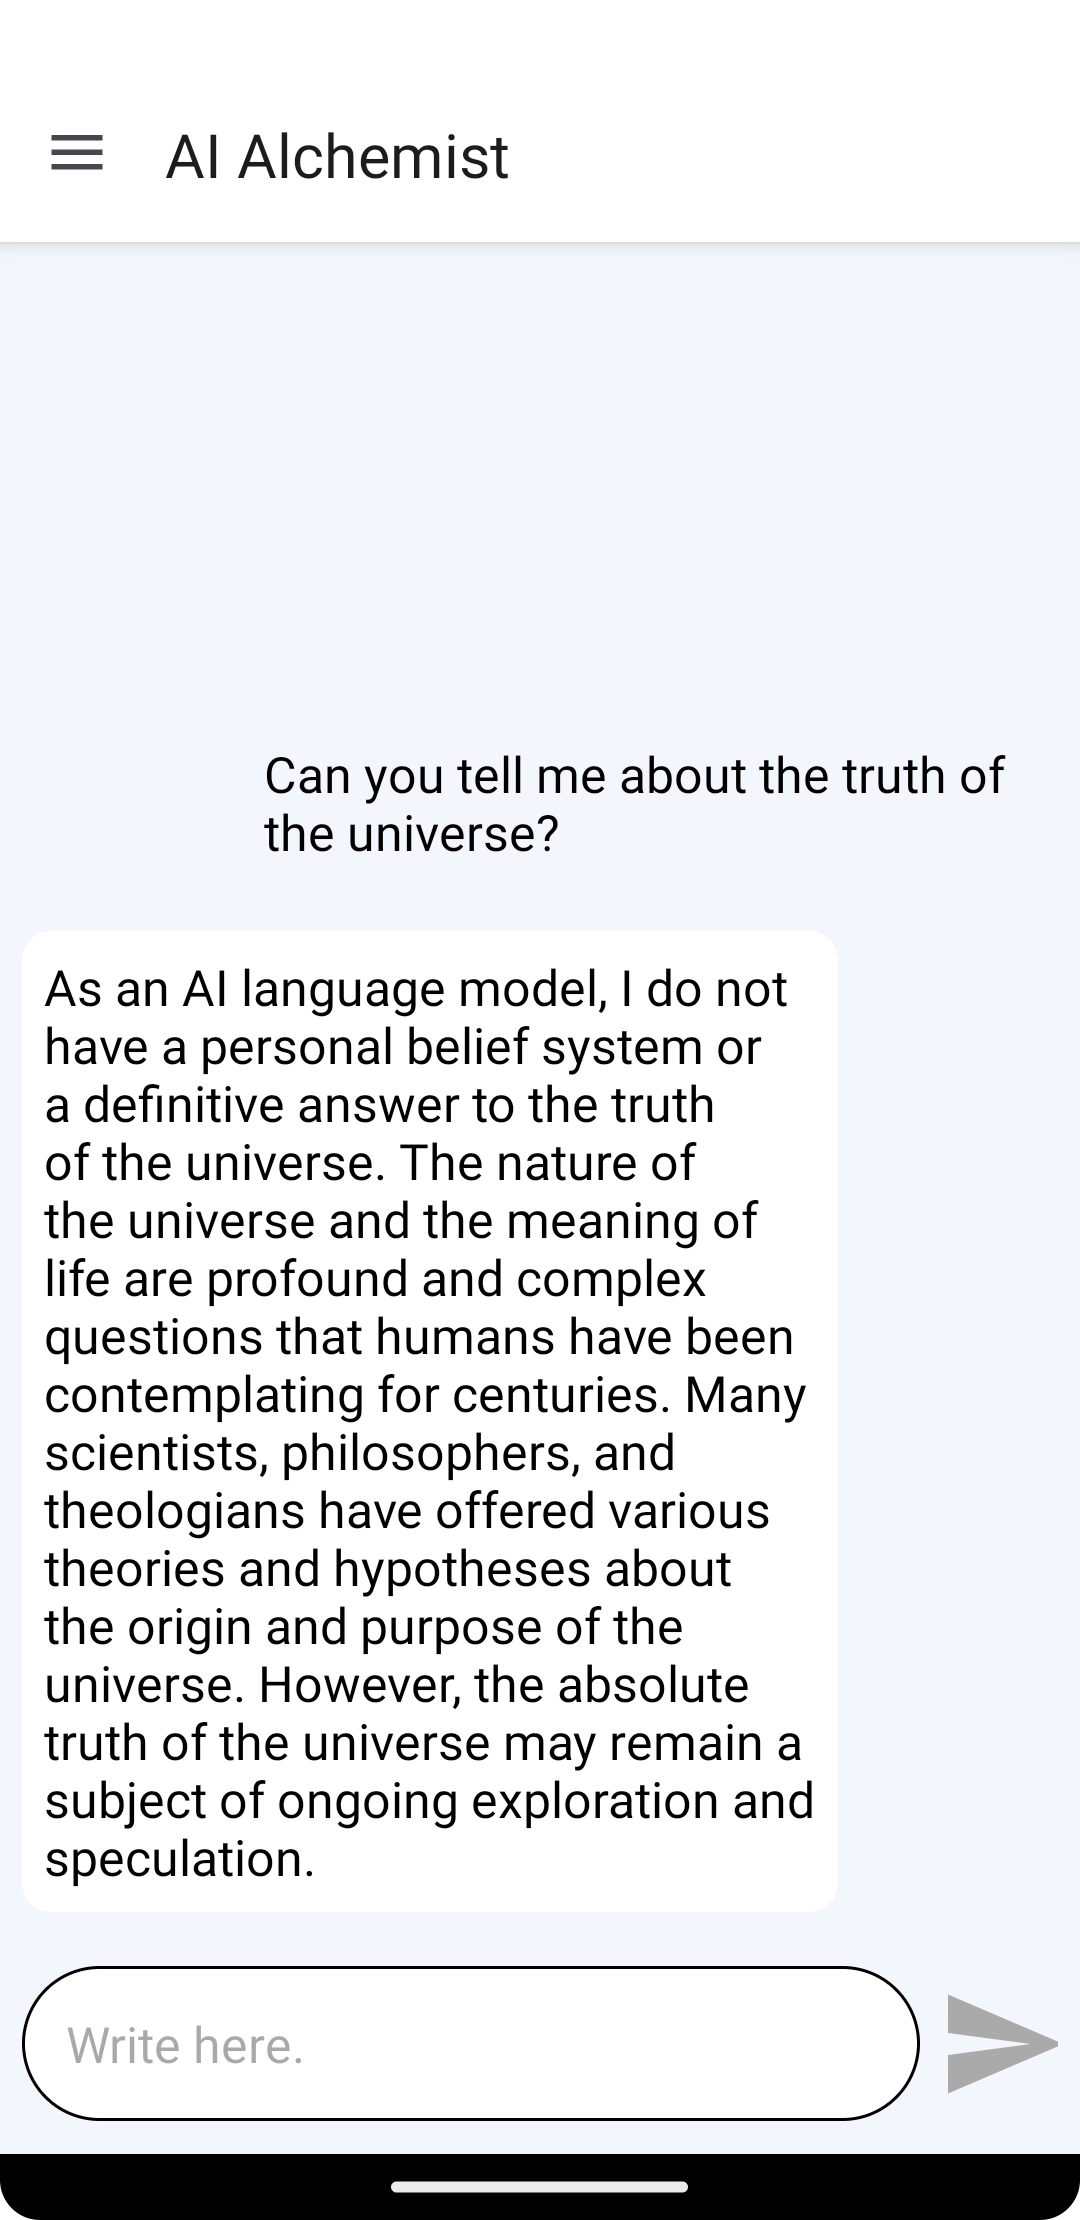 AI Alchemist
Can you tell me about the truth of
the universe?
As an AI language model, I do not
have a personal belief system or
a definitive answer to the truth
of the universe. The nature of
the universe and the meaning of
life are profound and complex
questions that humans have been
contemplating for centuries. Many
scientists, philosophers, and
theologians have offered various
theories and hypotheses about
the origin and purpose of the
universe. However, the absolute
truth of the universe may remain a
subject of ongoing exploration and
speculation.
Write here.